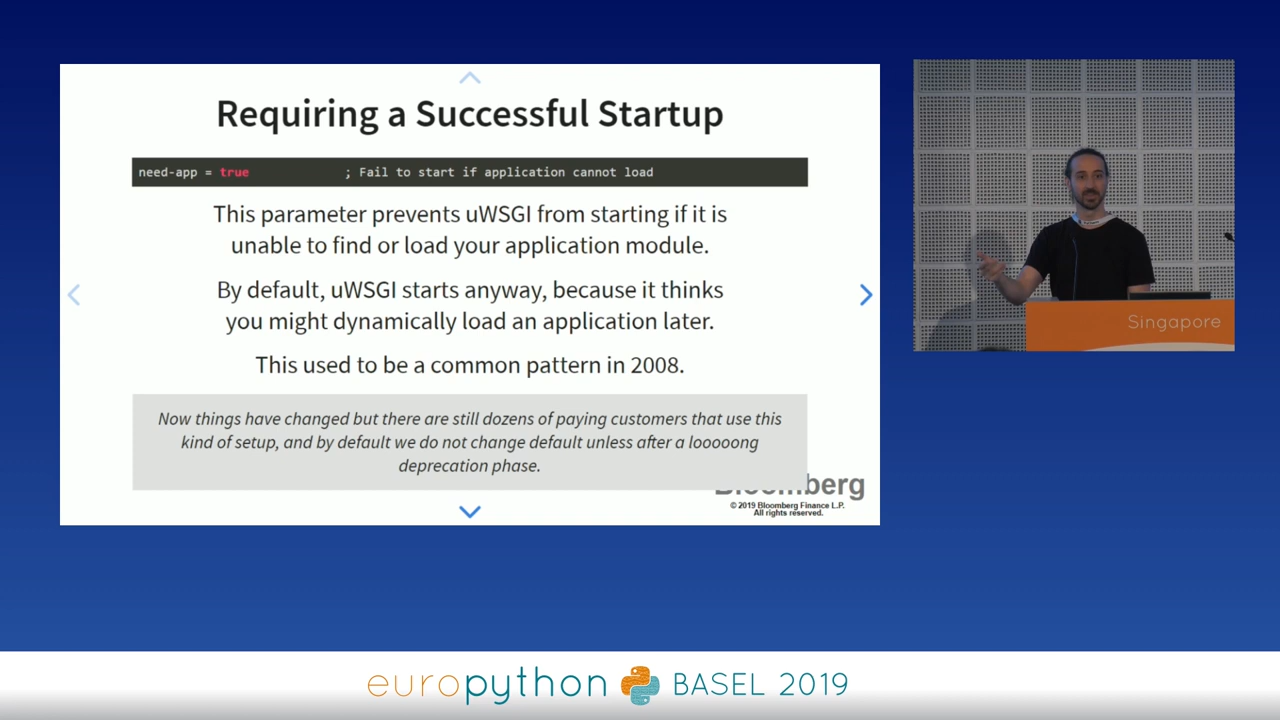 Requiring a Successful Startup
need-app = true ; Fail to start if application cannot load
This parameter prevents uWSGI from starting if it is
unable to find or load your application module.
By default, uWSGI starts anyway, because it thinks
you might dynamically load an application later.
This used to be a common pattern in 2008.
Now things have changed but there are still dozens of paying customers that use this
kind of setup, and by default we do not change default unless after a looooong
deprecation phase.
Bloomberg
© 2019 Bloomberg Finance L.P.
All rights reserved.
Singapore
europython BASEL 2019